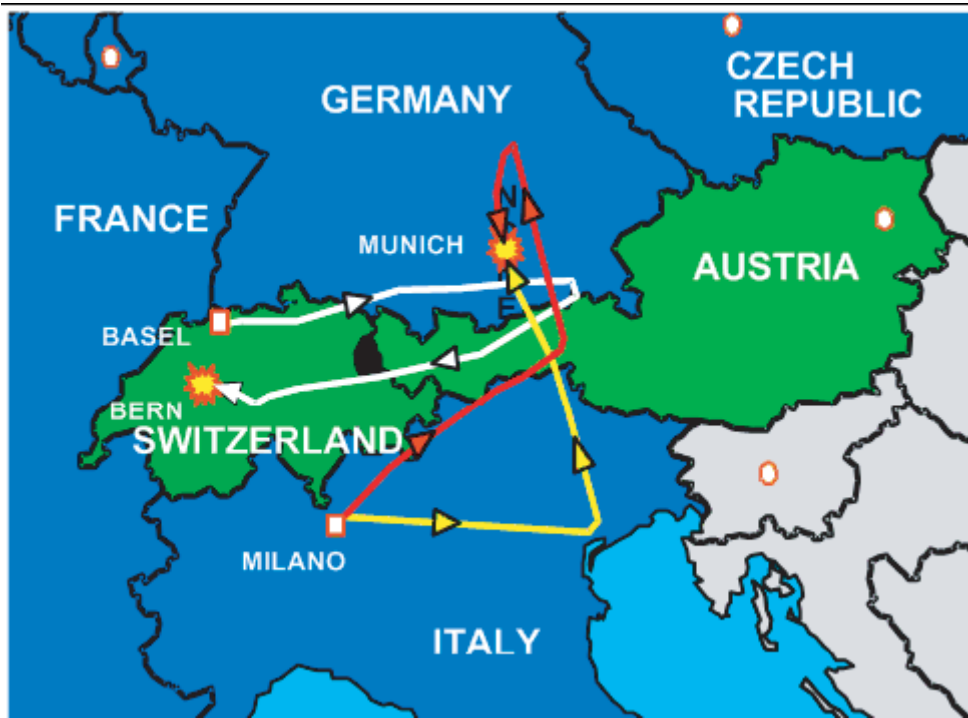 CZECH
REPUBLIC
GERMANY
N
FRANCE
MUNICH
AUSTRIA
E
BASEL
BERN
SWITZERLAND
MILANO
ITALY